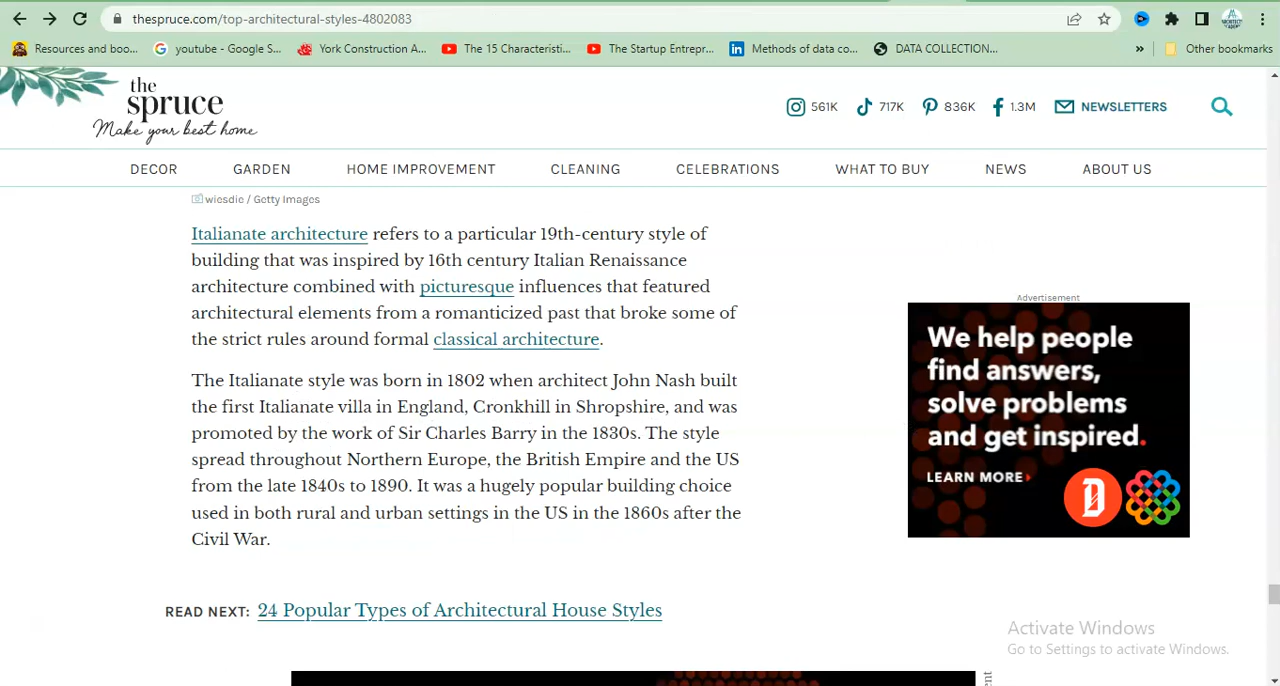 thespruce.com/top-architectural-styles-4802083
Resources and boo...
youtube - Google S...
York Construction A...
The 15 Characteristi...
The Startup Entrepr...
Methods of data co...
DATA COLLECTION...
»
Other bookmarks
the
spruce
Make your best home
561K
717K
836K
1.3M
NEWSLETTERS
DECOR
GARDEN
HOME IMPROVEMENT
CLEANING
CELEBRATIONS
WHAT TO BUY
NEWS
ABOUT US
wiesdie / Getty Images
Italianate architecture refers to a particular 19th-century style of
building that was inspired by 16th century Italian Renaissance
architecture combined with picturesque influences that featured
architectural elements from a romanticized past that broke some of
the strict rules around formal classical architecture.
The Italianate style was born in 1802 when architect John Nash built
the first Italianate villa in England, Cronkhill in Shropshire, and was
promoted by the work of Sir Charles Barry in the 1830s. The style
spread throughout Northern Europe, the British Empire and the US
from the late 1840s to 1890. It was a hugely popular building choice
used in both rural and urban settings in the US in the 1860s after the
Civil War.
READ NEXT: 24 Popular Types of Architectural House Styles
Advertisement
We help people
find answers,
solve problems
and get inspired.
LEARN MORE
D
Activate Windows
Go to Settings to activate Windows.